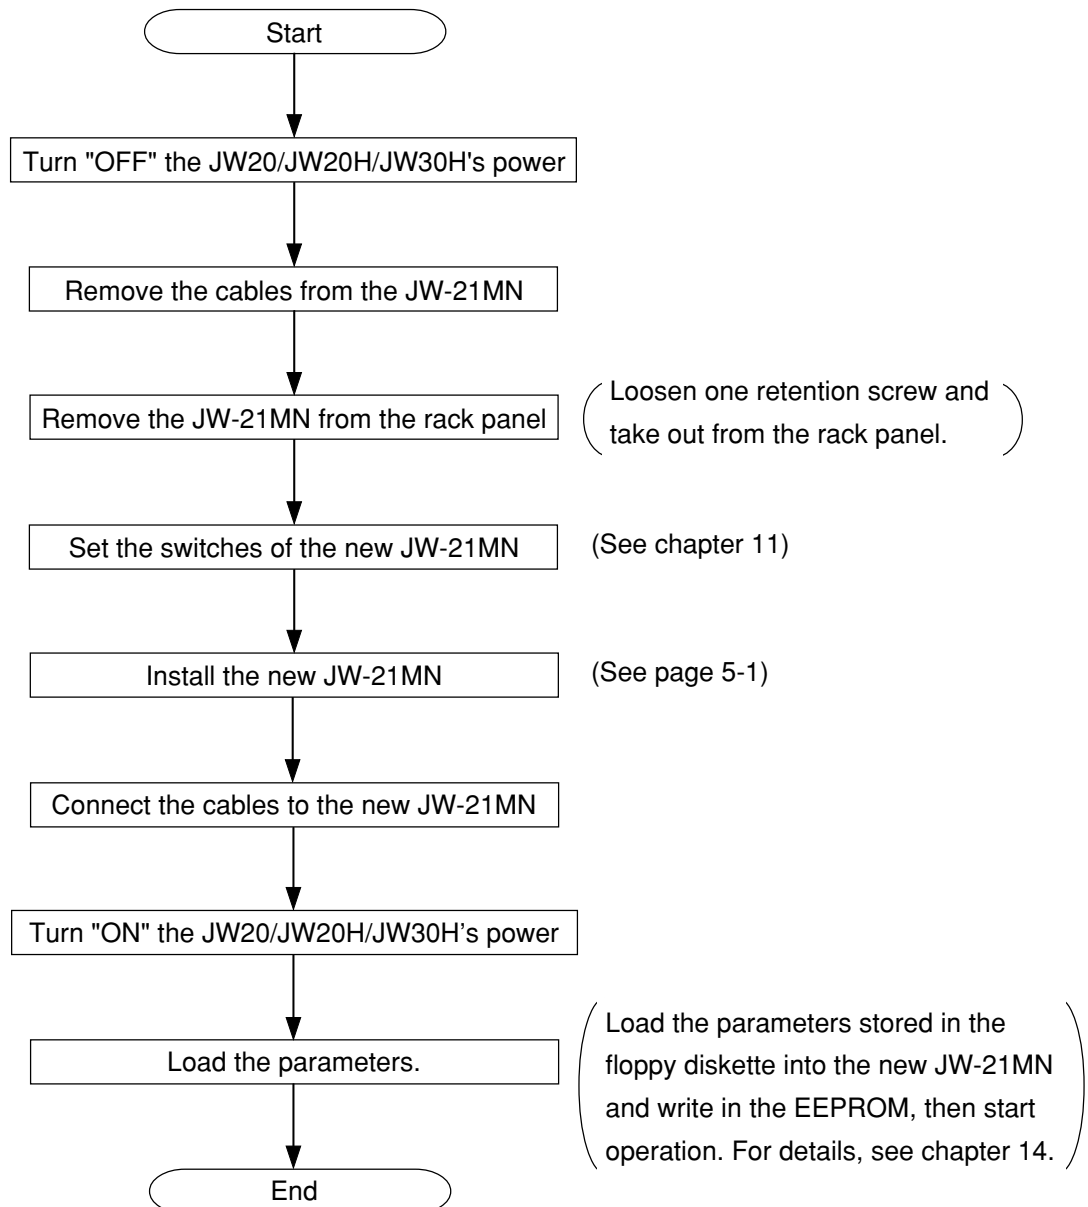 Start
Turn "OFF" the JW20/JW20H/JW30H's power
Remove the cables from the JW-21MN
Remove the JW-21MN from the rack panel
Loosen one retention screw and
take out from the rack panel.
Set the switches of the new JW-21MN
(See chapter 11)
Install the new JW-21MN
(See page 5-1)
Connect the cables to the new JW-21MN
Turn "ON" the JW20/JW20H/JW30H’s power
Load the parameters.
Load the parameters stored in the
floppy diskette into the new JW-21MN
and write in the EEPROM, then start
operation. For details, see chapter 14.
End